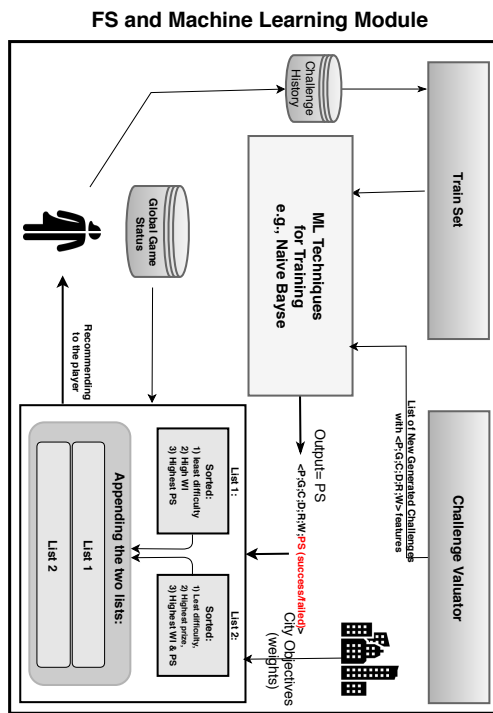 FS and Machine Learning Module
Challenge
History
Train Set
Global Game
Status
ML Techniques
for Training
e.g., Naive Bayse
Recommending
to the player
List of New Generated Challenges
with <P;G;C;D;R;W> features
Challenge Valuator
Output= PS
<P;G;C;D;R;W;PS (success/failed)>
City Objectives
(weights)
List 1:
Sorted:
1) least difficulty
2) High WI
3) Highest PS
List 2:
Sorted:
1) Lest difficulty,
2) Highest prize,
3) Highest WI & PS
Appending the two lists:
List 1
List 2